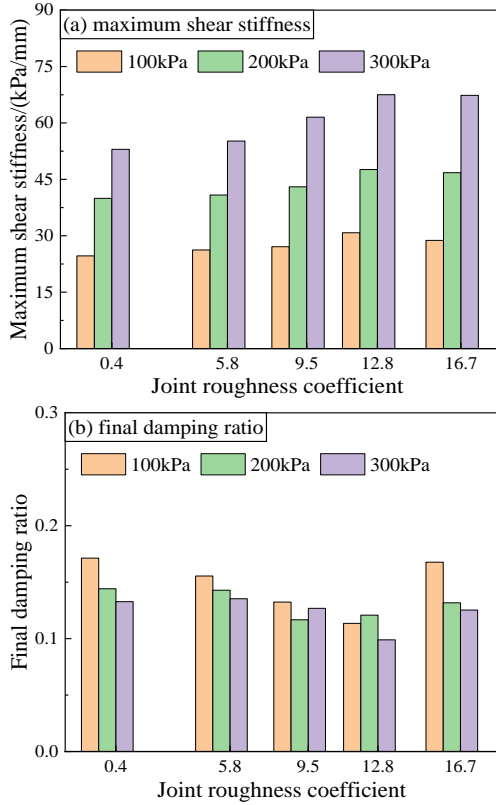 (a) maximum shear stiffness
100kPa 200kPa 300kPa
90
75
60
45
30
15
0
Maximum shear stiffness/(kPa/mm)
0.4 5.8 9.5 12.8 16.7
Joint roughness coefficient
(b) final damping ratio
100kPa 200kPa 300kPa
0.3
0.2
0.1
0.0
Final damping ratio
0.4 5.8 9.5 12.8 16.7
Joint roughness coefficient